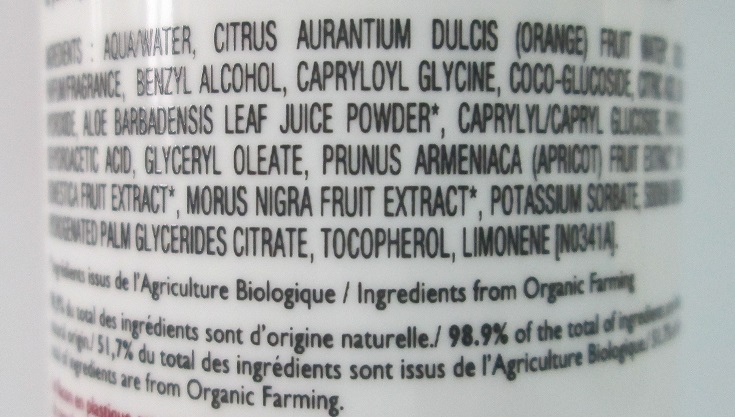 : AQUA/WATER, CITRUS AURANTIUM DULCIS (ORANGE) FRUIT WATER,
BENZYL ALCOHOL, CAPRYLOYL GLYCINE, COCO-GLUCOSIDE,
ALOE BARBADENSIS LEAF JUICE POWDER*, CAPRYLYL/CAPRYL GLUCOSIDE,
ACID, GLYCERYL OLEATE, PRUNUS ARMENIACA (APRICOT) FRUIT EXTRACT*
FRUIT EXTRACT*, MORUS NIGRA FRUIT EXTRACT*, POTASSIUM SORBATE,
PALM GLYCERIDES CITRATE, TOCOPHEROL, LIMONENE [N0341A].
issus de l'Agriculture Biologique / Ingredients from Organic Farming
du total des ingrédients sont d'origine naturelle./ 98.9% of the total of
/ 51,7% du total des ingrédients sont issus de l'Agriculture Biologique/
ingredients are from Organic Farming.